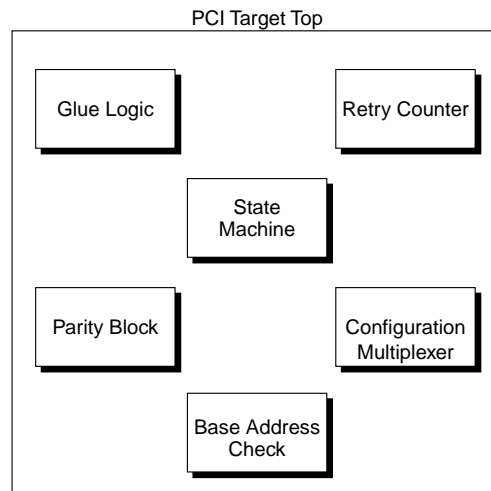 PCI Target Top
Glue Logic
Retry Counter
State
Machine
Parity Block
Configuration
Multiplexer
Base Address
Check